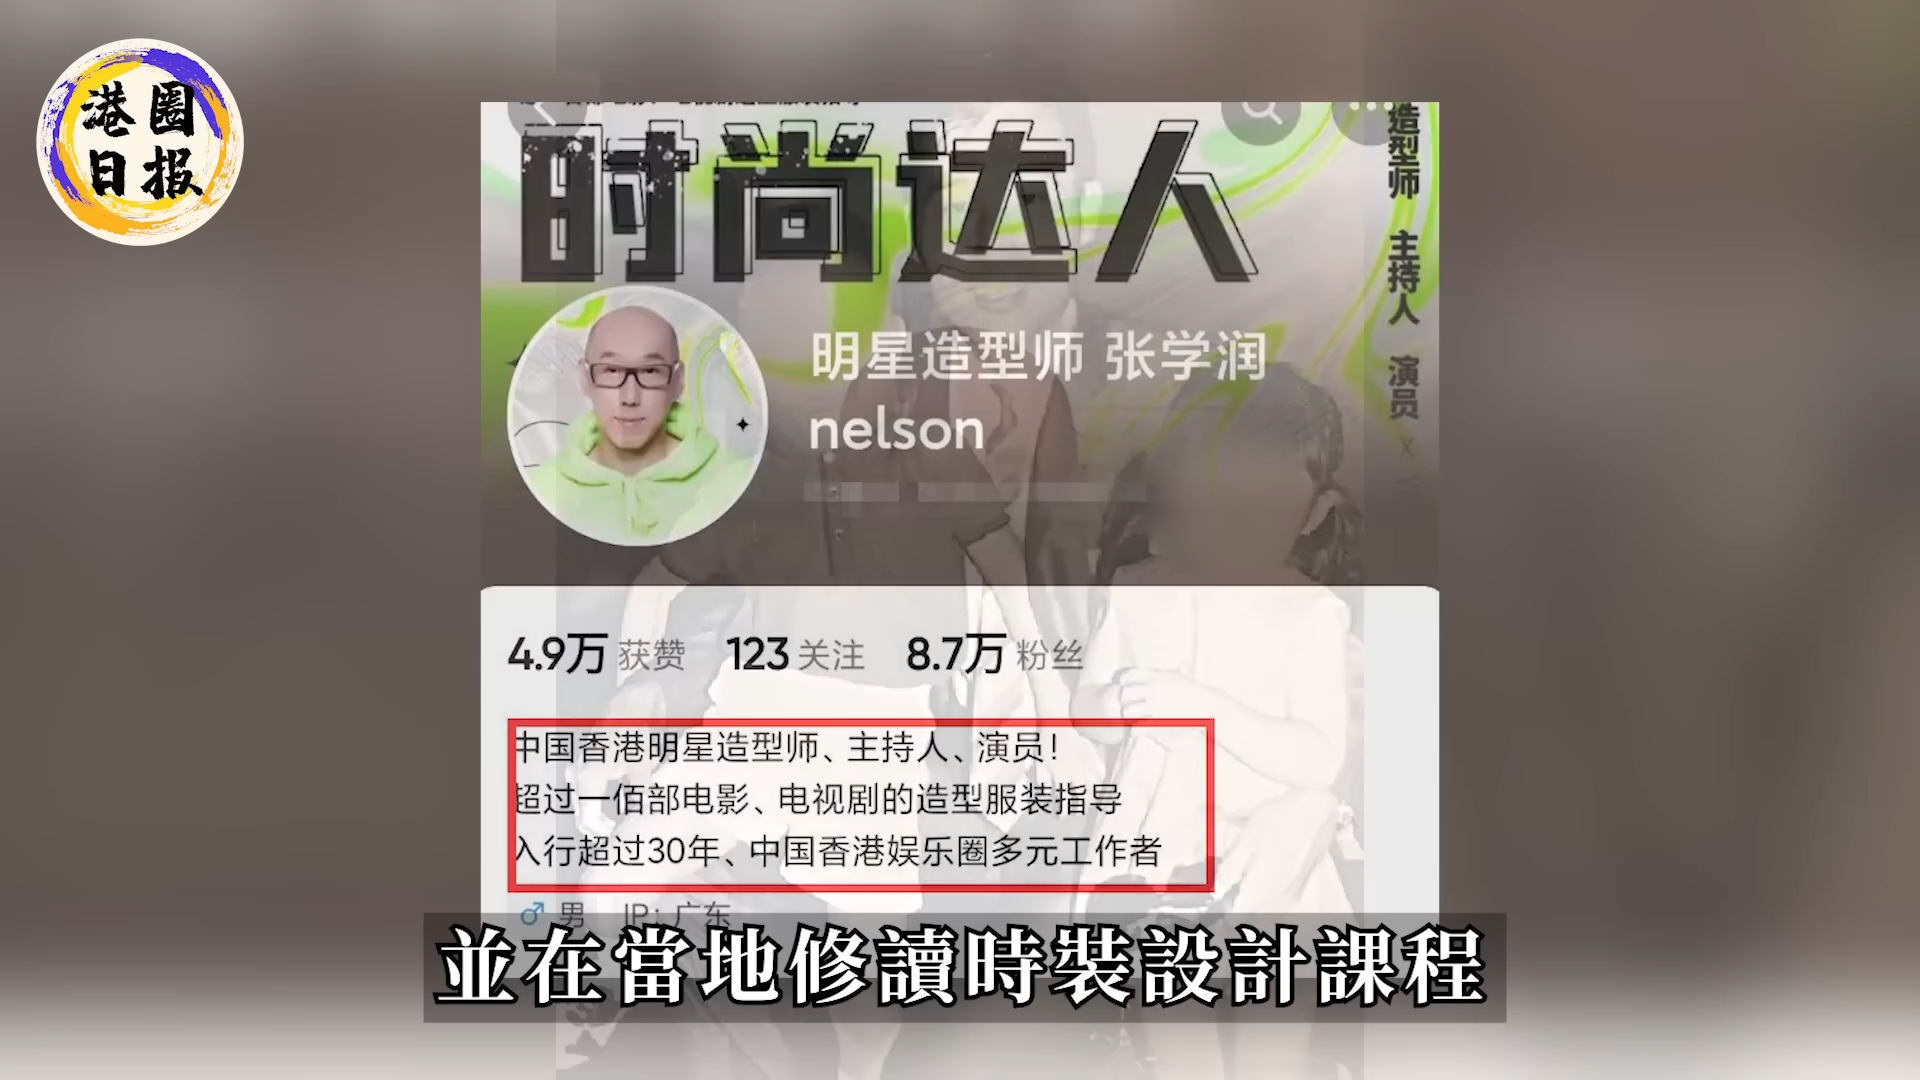 港圈
日报
时尚达人
造型师 主持人 演员
明星造型师 张学润
nelson
4.9万 获赞 123 关注 8.7万 粉丝
中国香港明星造型师、主持人、演员！
超过一佰部电影、电视剧的造型服装指导
入行超过30年、中国香港娱乐圈多元工作者
♂ 男 IP：广东
並在當地修讀時裝設計課程